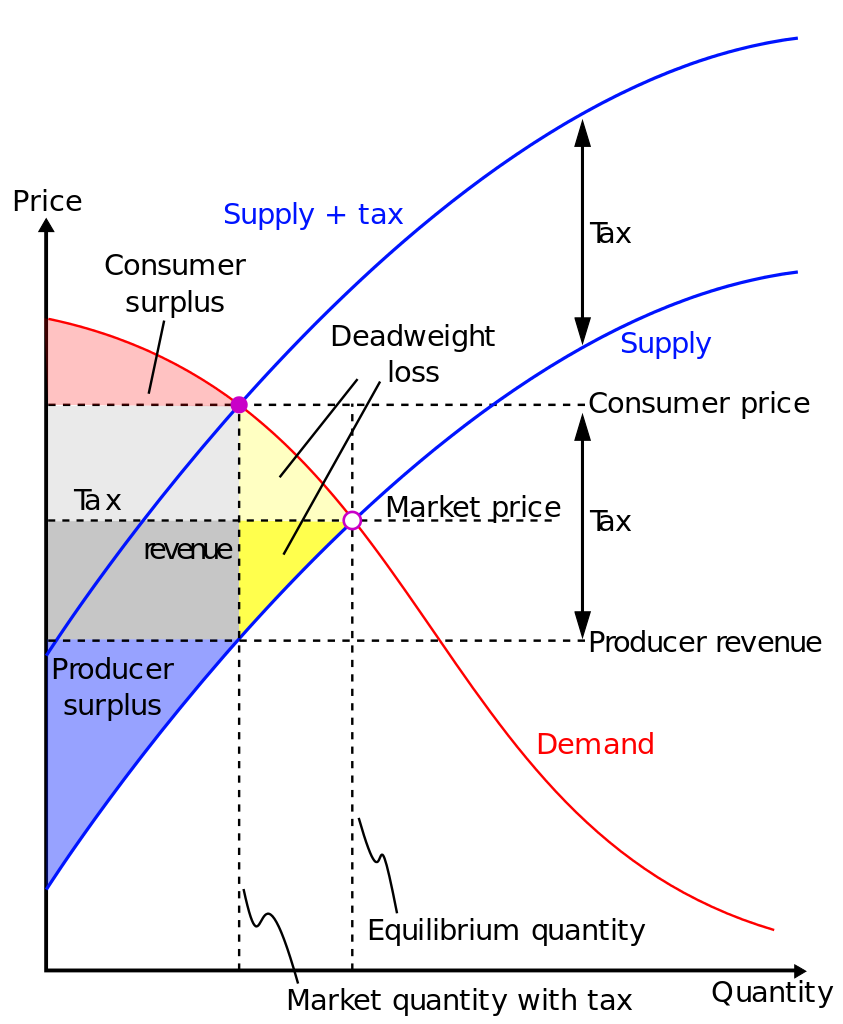 Price
Supply + tax
Consumer
surplus
Tax
Deadweight
loss
Supply
Consumer price
Tax
Market price
Tax
revenue
Producer revenue
Producer
surplus
Demand
Equilibrium quantity
Quantity
Market quantity with tax